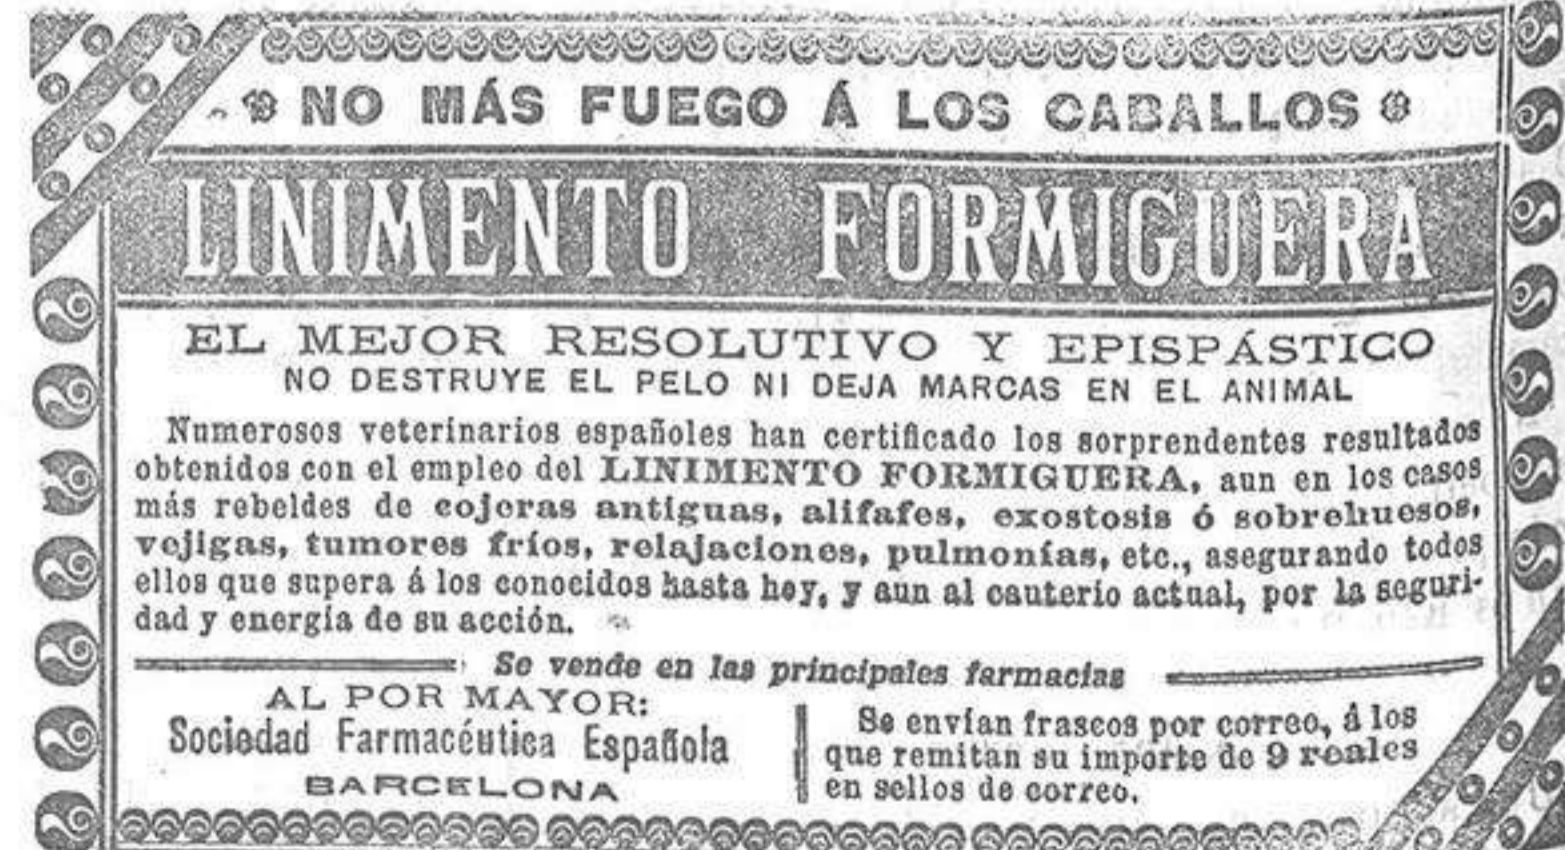 NO MÁS FUEGO Á LOS CABALLOS
LINIMENTO FORMIGUERA
EL MEJOR RESOLUTIVO Y EPISPÁSTICO
NO DESTRUYE EL PELO NI DEJA MARCAS EN EL ANIMAL
Numerosos veterinarios españoles han certificado los sorprendentes resultados
obtenidos con el empleo del LINIMENTO FORMIGUERA, aun en los casos
más rebeldes de cojeras antiguas, alifafes, exostosis ó sobrehuesos,
vejigas, tumores fríos, relajaciones, pulmonías, etc., asegurando todos
ellos que supera á los conocidos hasta hoy, y aun al cauterio actual, por la seguri-
dad y energía de su acción.
Se vende en las principales farmacias
AL POR MAYOR:
Sociedad Farmacéutica Española
BARCELONA
Se envían frascos por correo, á los
que remitan su importe de 9 reales
en sellos de correo.